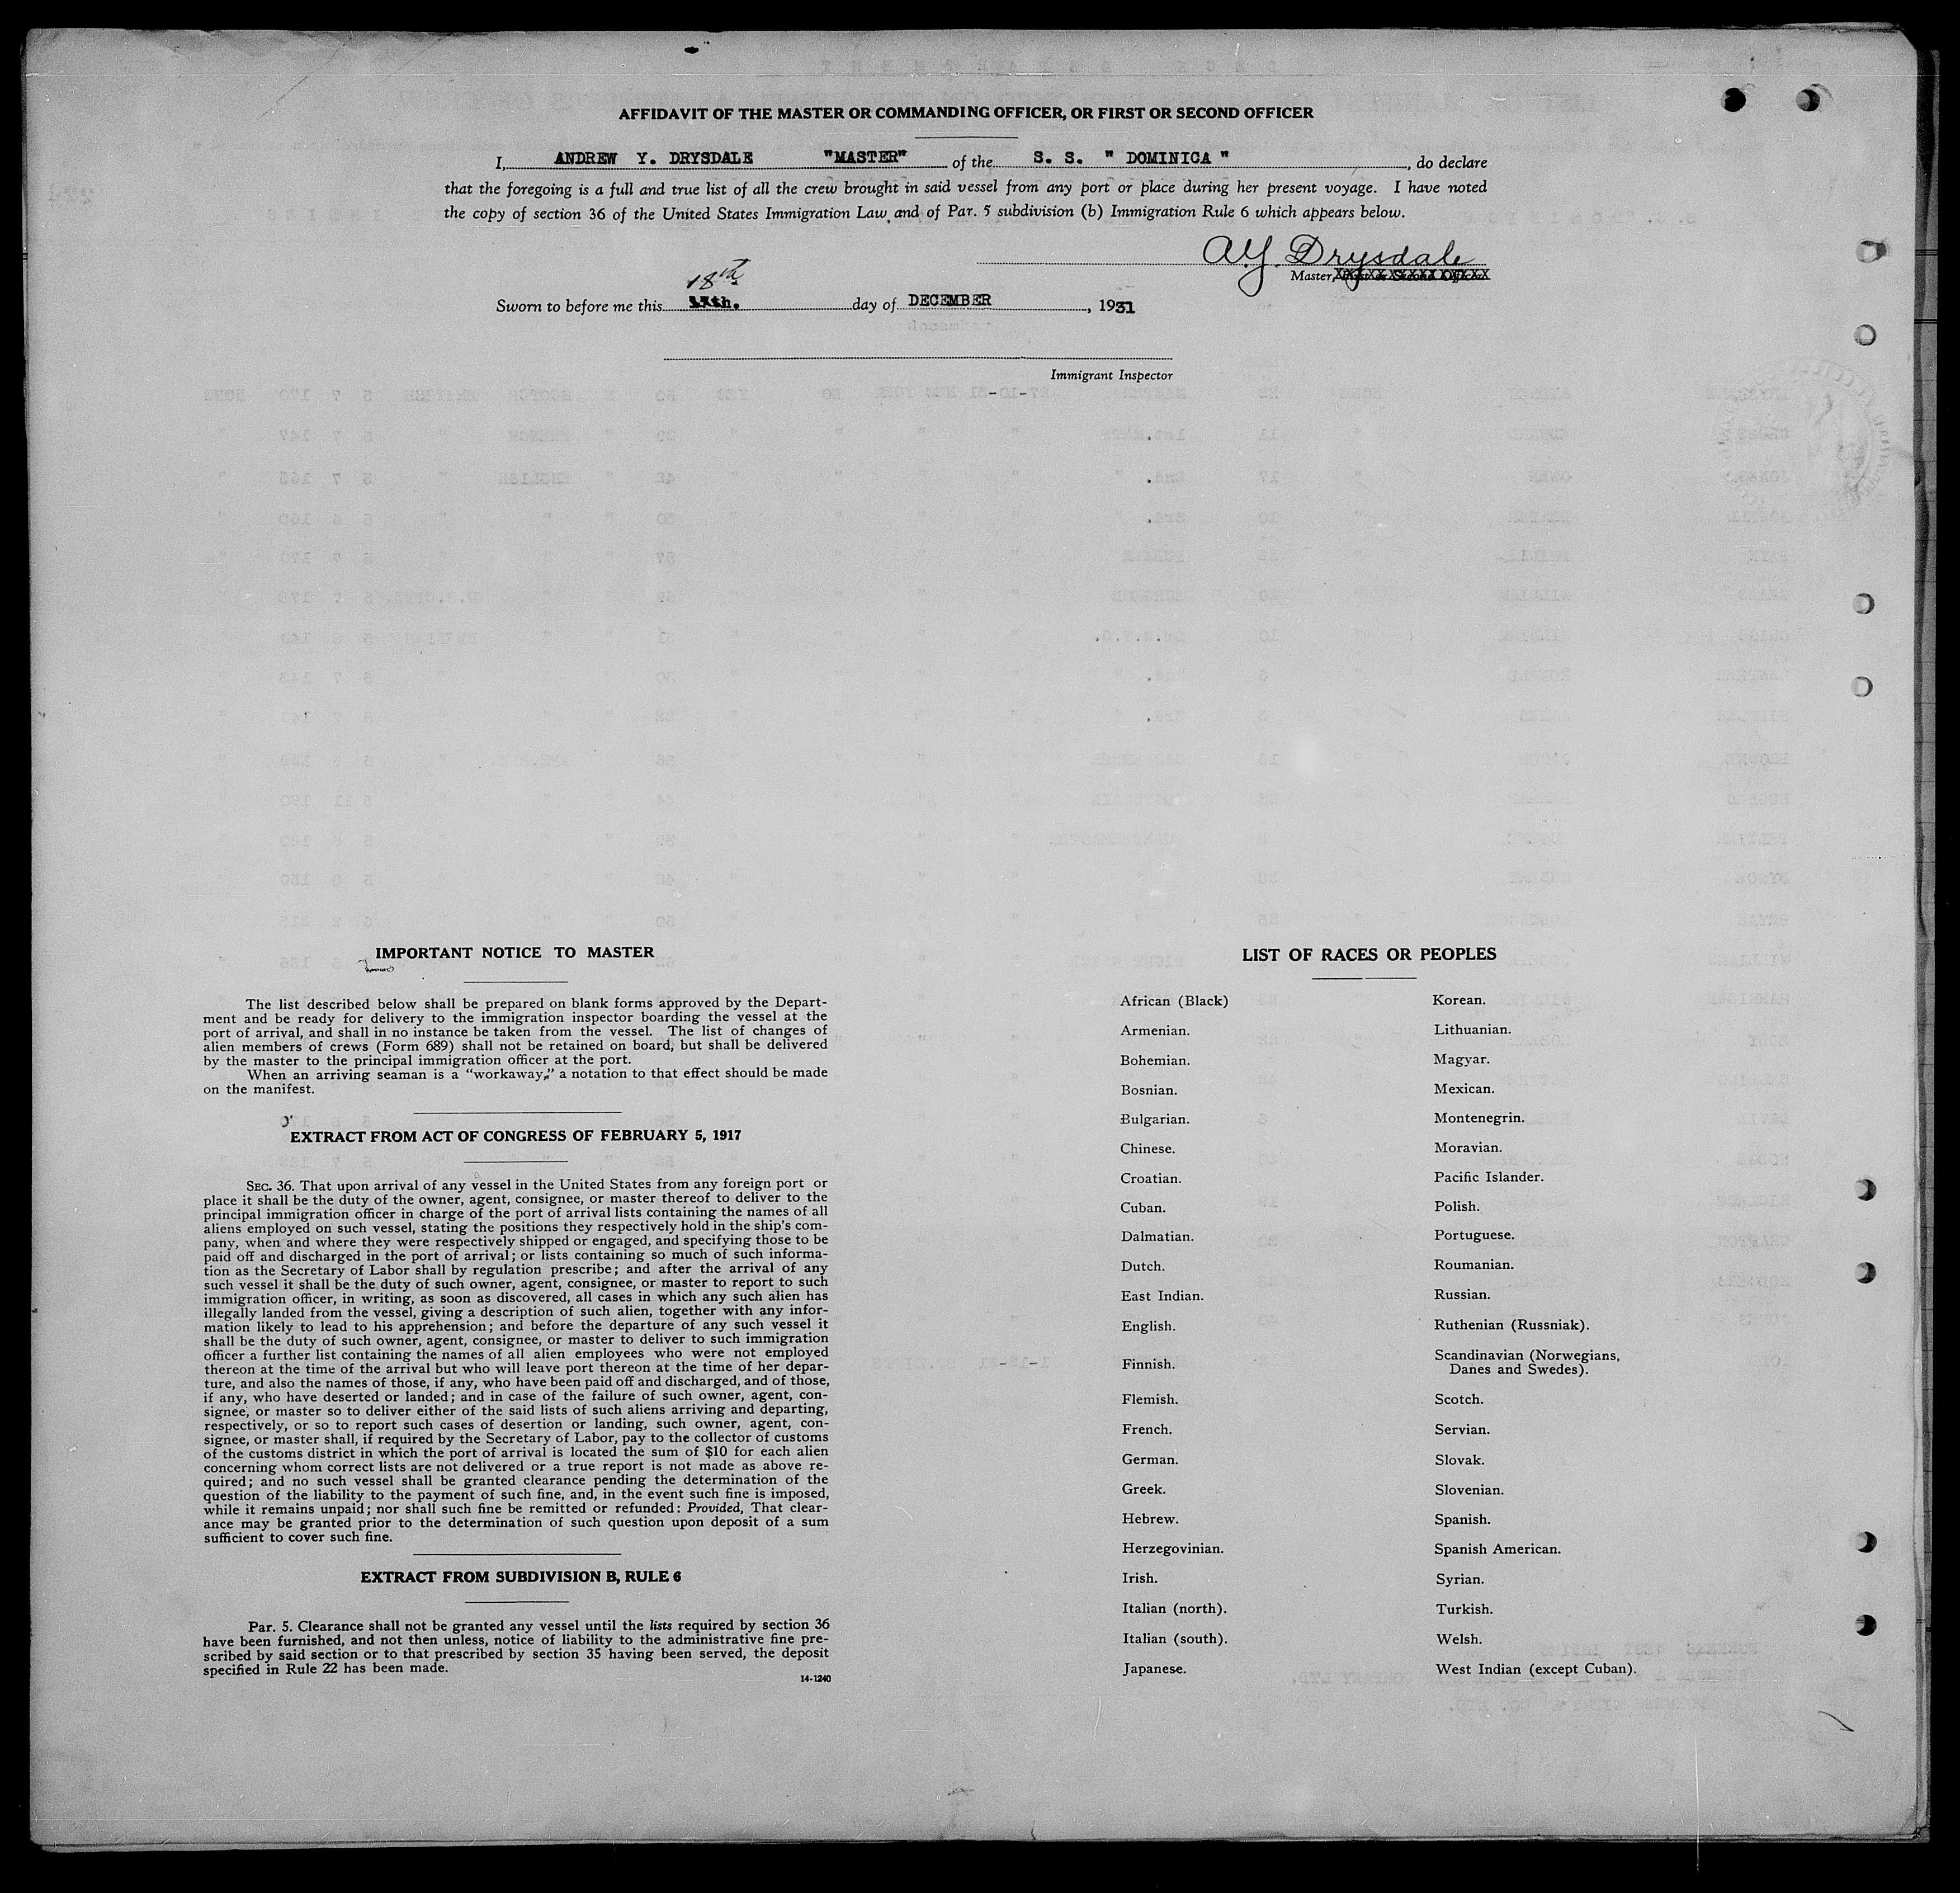 AFFIDAVIT OF THE MASTER OR COMMANDING OFFICER, OR FIRST OR SECOND OFFICER
I, ANDREW Y. DRYSDALE "MASTER" of the S. S. " DOMINICA ", do declare
that the foregoing is a full and true list of all the crew brought in said vessel from any port or place during her present voyage. I have noted
the copy of section 36 of the United States Immigration Law and of Par. 5 subdivision (b) Immigration Rule 6 which appears below.
A.Y. Drysdale
Master,
18th
Sworn to before me this day of DECEMBER, 1931
Immigrant Inspector
IMPORTANT NOTICE TO MASTER
The list described below shall be prepared on blank forms approved by the Depart-
ment and be ready for delivery to the immigration inspector boarding the vessel at the
port of arrival, and shall in no instance be taken from the vessel. The list of changes of
alien members of crews (Form 689) shall not be retained on board, but shall be delivered
by the master to the principal immigration officer at the port.
When an arriving seaman is a "workaway," a notation to that effect should be made
on the manifest.
EXTRACT FROM ACT OF CONGRESS OF FEBRUARY 5, 1917
SEC. 36. That upon arrival of any vessel in the United States from any foreign port or
place it shall be the duty of the owner, agent, consignee, or master thereof to deliver to the
principal immigration officer in charge of the port of arrival lists containing the names of all
aliens employed on such vessel, stating the positions they respectively hold in the ship's com-
pany, when and where they were respectively shipped or engaged, and specifying those to be
paid off and discharged in the port of arrival; or lists containing so much of such informa-
tion as the Secretary of Labor shall by regulation prescribe; and after the arrival of any
such vessel it shall be the duty of such owner, agent, consignee, or master to report to such
immigration officer, in writing, as soon as discovered, all cases in which any such alien has
illegally landed from the vessel, giving a description of such alien, together with any infor-
mation likely to lead to his apprehension; and before the departure of any such vessel it
shall be the duty of such owner, agent, consignee, or master to deliver to such immigration
officer a further list containing the names of all alien employees who were not employed
thereon at the time of the arrival but who will leave port thereon at the time of her depar-
ture, and also the names of those, if any, who have been paid off and discharged, and of those,
if any, who have deserted or landed; and in case of the failure of such owner, agent, con-
signee, or master so to deliver either of the said lists of such aliens arriving and departing,
respectively, or so to report such cases of desertion or landing, such owner, agent, con-
signee, or master shall, if required by the Secretary of Labor, pay to the collector of customs
of the customs district in which the port of arrival is located the sum of $10 for each alien
concerning whom correct lists are not delivered or a true report is not made as above re-
quired; and no such vessel shall be granted clearance pending the determination of the
question of the liability to the payment of such fine, and, in the event such fine is imposed,
while it remains unpaid; nor shall such fine be remitted or refunded: Provided, That clear-
ance may be granted prior to the determination of such question upon deposit of a sum
sufficient to cover such fine.
EXTRACT FROM SUBDIVISION B, RULE 6
Par. 5. Clearance shall not be granted any vessel until the lists required by section 36
have been furnished, and not then unless, notice of liability to the administrative fine pre-
scribed by said section or to that prescribed by section 35 having been served, the deposit
specified in Rule 22 has been made.
14-1240
LIST OF RACES OR PEOPLES
African (Black)
Armenian.
Bohemian.
Bosnian.
Bulgarian.
Chinese.
Croatian.
Cuban.
Dalmatian.
Dutch.
East Indian.
English.
Finnish.
Flemish.
French.
German.
Greek.
Hebrew.
Herzegovinian.
Irish.
Italian (north).
Italian (south).
Japanese.
Korean.
Lithuanian.
Magyar.
Mexican.
Montenegrin.
Moravian.
Pacific Islander.
Polish.
Portuguese.
Roumanian.
Russian.
Ruthenian (Russniak).
Scandinavian (Norwegians,
Danes and Swedes).
Scotch.
Servian.
Slovak.
Slovenian.
Spanish.
Spanish American.
Syrian.
Turkish.
Welsh.
West Indian (except Cuban).